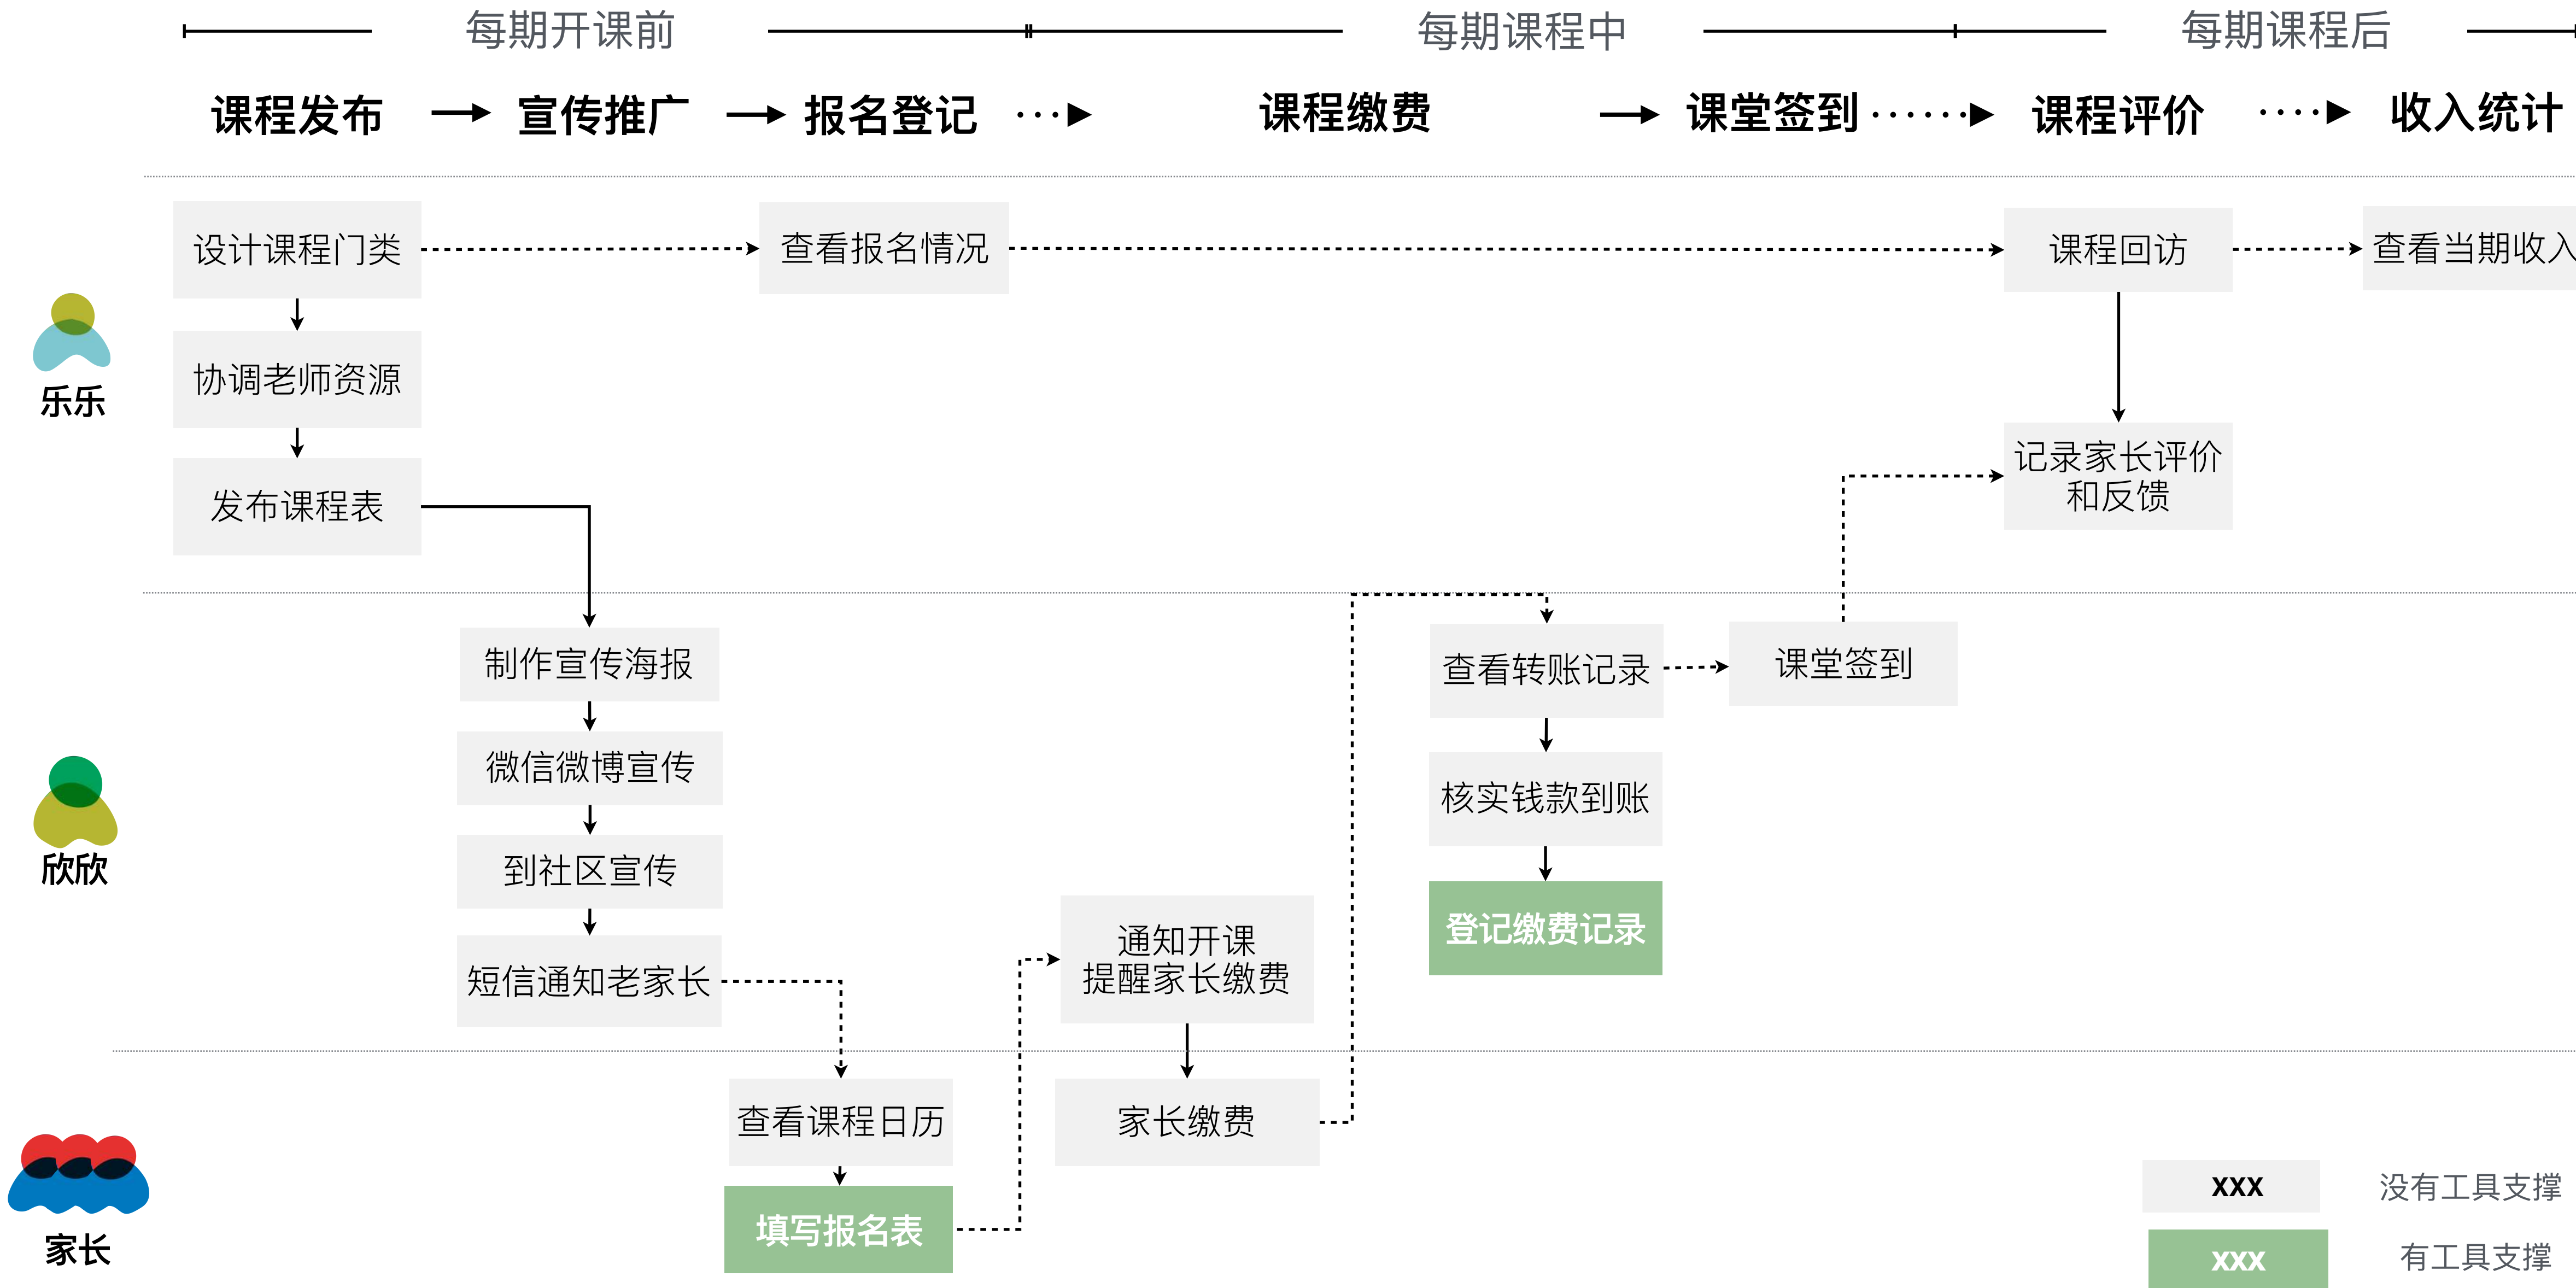 每期开课前
每期课程中
每期课程后
课程发布
宣传推广
报名登记
课程缴费
课堂签到
课程评价
收入统计
设计课程门类
查看报名情况
课程回访
查看当期收入
乐乐
协调老师资源
记录家长评价
和反馈
发布课程表
制作宣传海报
查看转账记录
课堂签到
微信微博宣传
核实钱款到账
欣欣
到社区宣传
登记缴费记录
通知开课
提醒家长缴费
短信通知老家长
查看课程日历
家长缴费
家长
填写报名表
xxx
没有工具支撑
xxx
有工具支撑